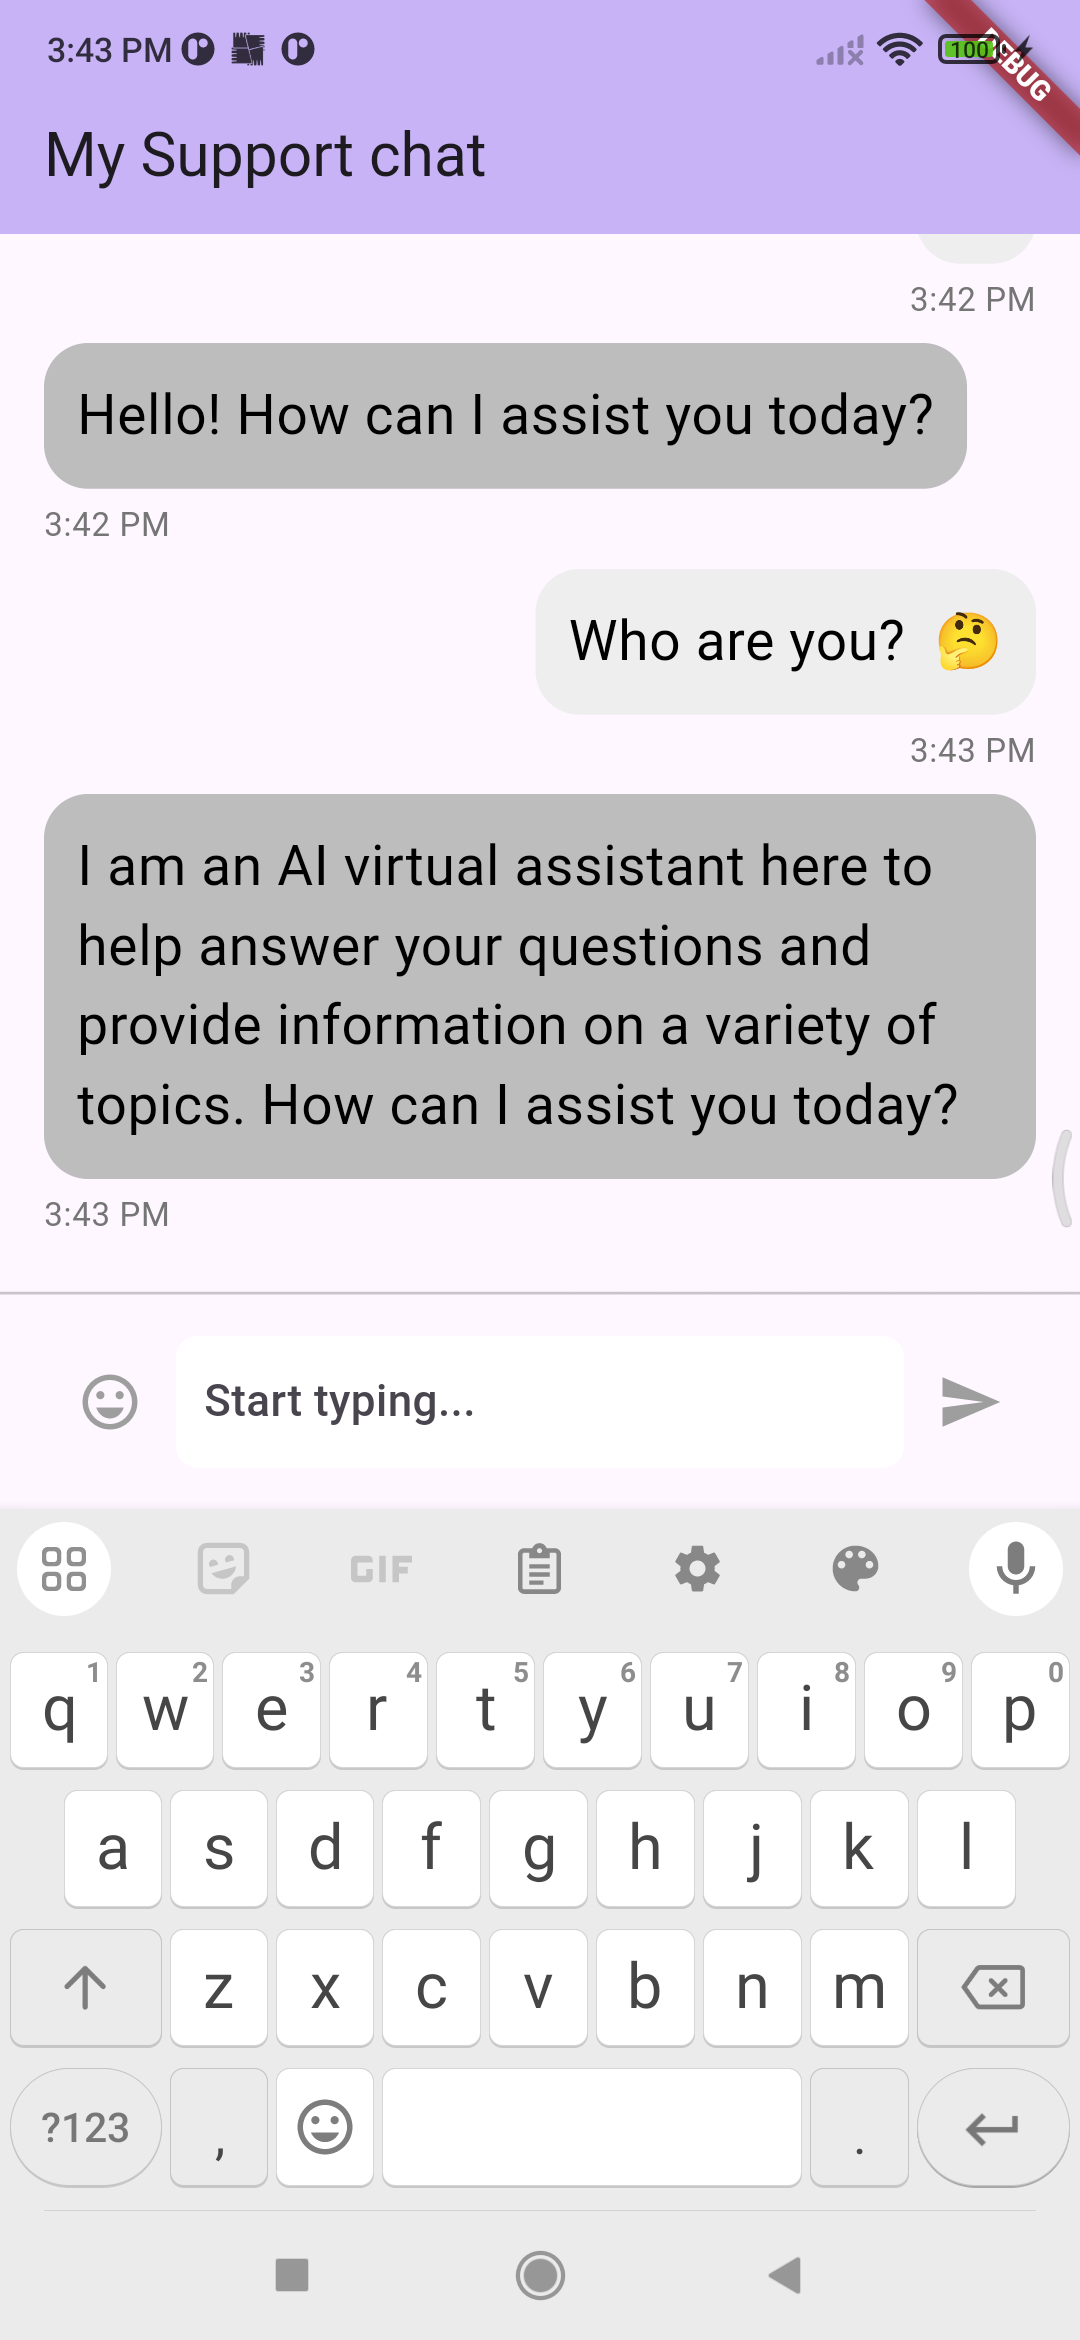 3:43 PM
100
DEBUG
My Support chat
3:42 PM
Hello! How can I assist you today?
3:42 PM
Who are you? 🤔
3:43 PM
I am an AI virtual assistant here to
help answer your questions and
provide information on a variety of
topics. How can I assist you today?
3:43 PM
Start typing...
GIF
1 2 3 4 5 6 7 8 9 0
q w e r t y u i o p
a s d f g h j k l
z x c v b n m
?123 , .